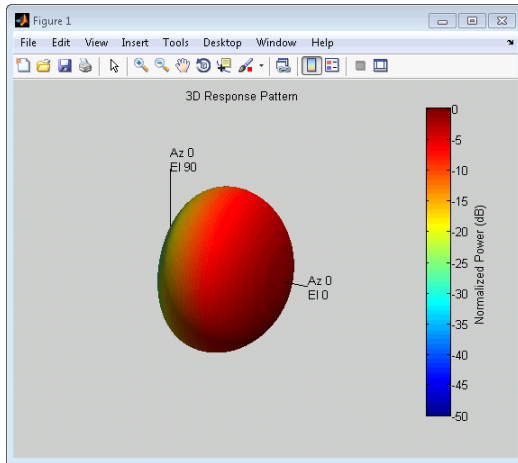 Figure 1
File Edit View Insert Tools Desktop Window Help
3D Response Pattern
Az 0
El 90
Az 0
El 0
0
-5
-10
-15
-20
-25
-30
-35
-40
-45
-50
Normalized Power (dB)